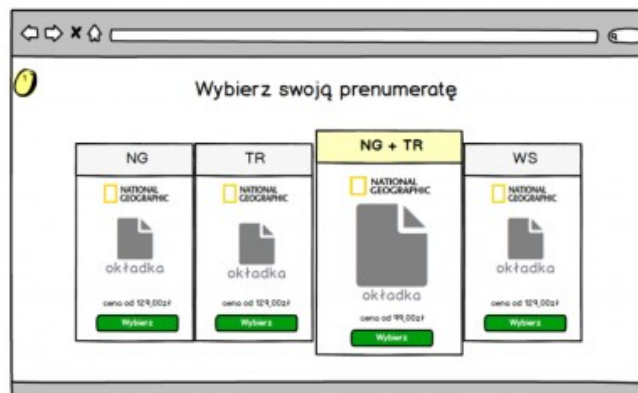 1
Wybierz swoją prenumeratę
NG
NATIONAL
GEOGRAPHIC
okładka
cena od 129,00zł
Wybierz
TR
NATIONAL
GEOGRAPHIC
okładka
cena od 129,00zł
Wybierz
NG + TR
NATIONAL
GEOGRAPHIC
okładka
cena od 99,00zł
Wybierz
WS
NATIONAL
GEOGRAPHIC
okładka
cena od 129,00zł
Wybierz